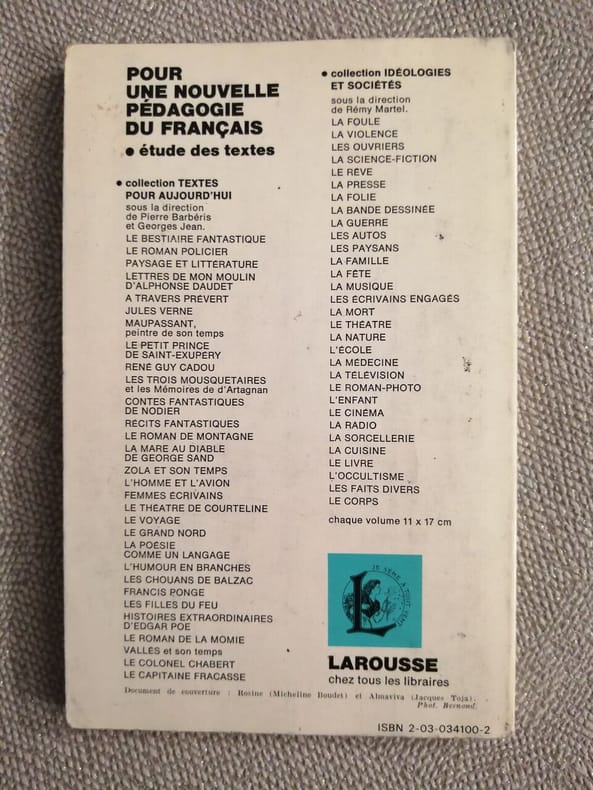 POUR
UNE NOUVELLE
PÉDAGOGIE
DU FRANÇAIS
• étude des textes
• collection TEXTES
POUR AUJOURD'HUI
sous la direction
de Pierre Barbéris
et Georges Jean.
LE BESTIAIRE FANTASTIQUE
LE ROMAN POLICIER
PAYSAGE ET LITTÉRATURE
LETTRES DE MON MOULIN
D'ALPHONSE DAUDET
A TRAVERS PRÉVERT
JULES VERNE
MAUPASSANT,
peintre de son temps
LE PETIT PRINCE
DE SAINT-EXUPÉRY
RENÉ GUY CADOU
LES TROIS MOUSQUETAIRES
et les Mémoires de d'Artagnan
CONTES FANTASTIQUES
DE NODIER
RÉCITS FANTASTIQUES
LE ROMAN DE MONTAGNE
LA MARE AU DIABLE
DE GEORGE SAND
ZOLA ET SON TEMPS
L'HOMME ET L'AVION
FEMMES ÉCRIVAINS
LE THÉATRE DE COURTELINE
LE VOYAGE
LE GRAND NORD
LA POÉSIE
COMME UN LANGAGE
L'HUMOUR EN BRANCHES
LES CHOUANS DE BALZAC
FRANCIS PONGE
LES FILLES DU FEU
HISTOIRES EXTRAORDINAIRES
D'EDGAR POE
LE ROMAN DE LA MOMIE
VALLÈS et son temps
LE COLONEL CHABERT
LE CAPITAINE FRACASSE
• collection IDÉOLOGIES
ET SOCIÉTÉS
sous la direction
de Rémy Martel.
LA FOULE
LA VIOLENCE
LES OUVRIERS
LA SCIENCE-FICTION
LE RÊVE
LA PRESSE
LA FOLIE
LA BANDE DESSINÉE
LA GUERRE
LES AUTOS
LES PAYSANS
LA FAMILLE
LA FÊTE
LA MUSIQUE
LES ÉCRIVAINS ENGAGÉS
LA MORT
LE THÉATRE
LA NATURE
L'ÉCOLE
LA MÉDECINE
LA TÉLÉVISION
LE ROMAN-PHOTO
L'ENFANT
LE CINÉMA
LA RADIO
LA SORCELLERIE
LA CUISINE
LE LIVRE
L'OCCULTISME
LES FAITS DIVERS
LE CORPS
chaque volume 11 x 17 cm
JE SÈME A TOUT VENT
L
LAROUSSE
chez tous les libraires
Document de couverture : Rosine (Micheline Boudet) et Almaviva (Jacques Toja).
Phot. Bernand.
ISBN 2-03-034100-2